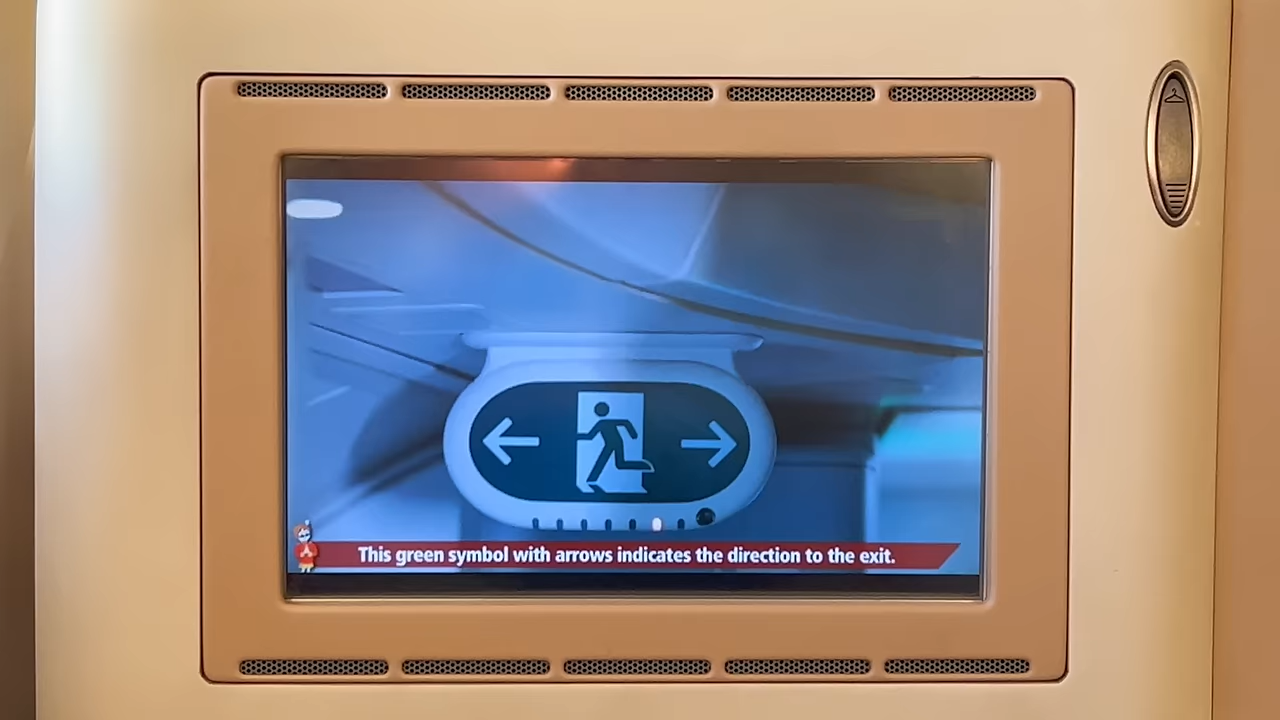 This green symbol with arrows indicates the direction to the exit.